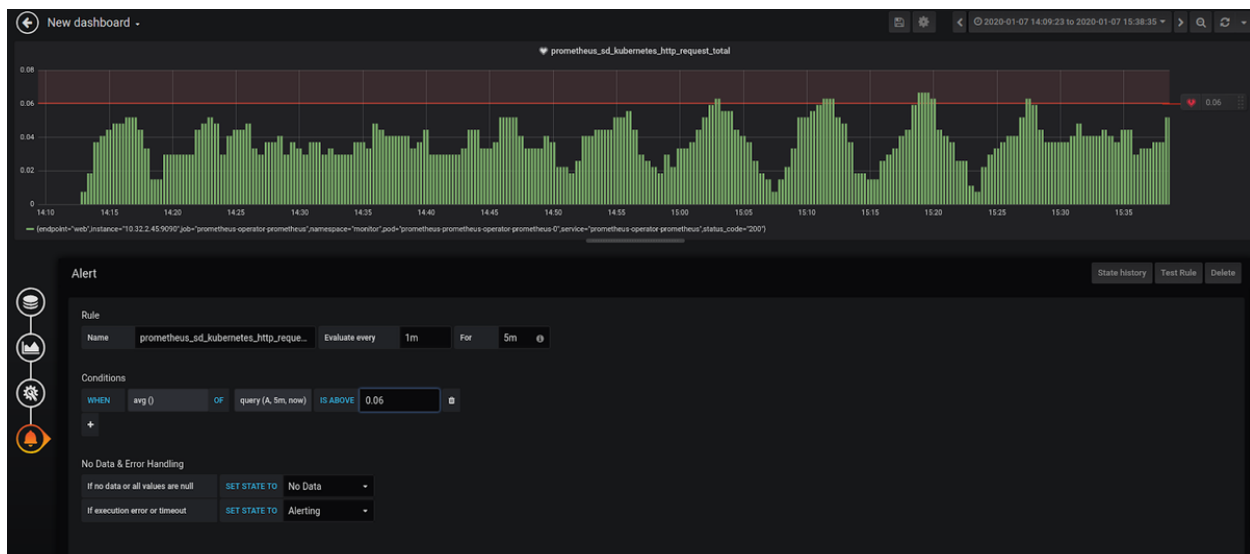 New dashboard
2020-01-07 14:09:23 to 2020-01-07 15:38:35
prometheus_sd_kubernetes_http_request_total
0.08
0.06
0.06
0.04
0.02
0
14:10 14:15 14:20 14:25 14:30 14:35 14:40 14:45 14:50 14:55 15:00 15:05 15:10 15:15 15:20 15:25 15:30 15:35
{endpoint="web",instance="10.32.2.45:9090",job="prometheus-operator-prometheus",namespace="monitor",pod="prometheus-prometheus-operator-prometheus-0",service="prometheus-operator-prometheus",status_code="200"}
Alert
State history Test Rule Delete
Rule
Name prometheus_sd_kubernetes_http_reque... Evaluate every 1m For 5m
Conditions
WHEN avg () OF query (A, 5m, now) IS ABOVE 0.06
+
No Data & Error Handling
If no data or all values are null SET STATE TO No Data
If execution error or timeout SET STATE TO Alerting